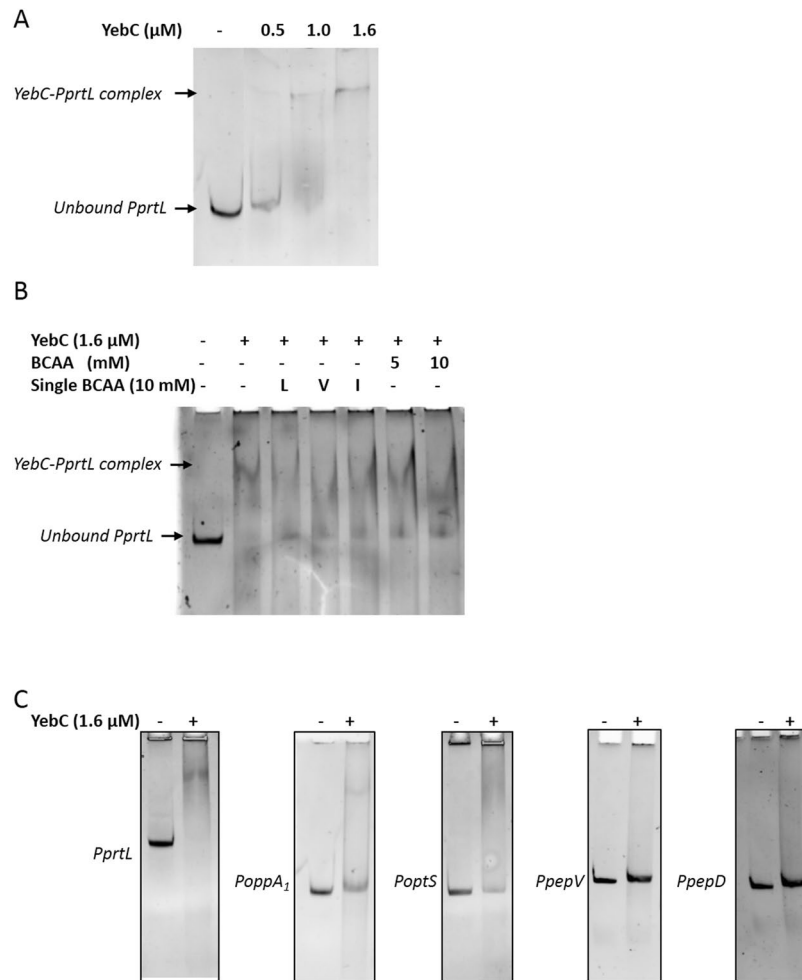 A
YebC (µM) - 0.5 1.0 1.6
YebC-PprtL complex
Unbound PprtL
B
YebC (1.6 µM) - + + + + + +
BCAA (mM) - - - - - 5 10
Single BCAA (10 mM) - - L V I - -
YebC-PprtL complex
Unbound PprtL
C
YebC (1.6 µM) - + - + - + - + - +
PprtL
PoppA₁ PoptS PpepV PpepD